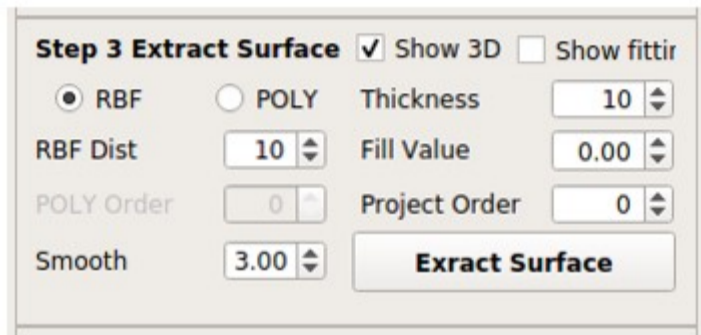 Step 3 Extract Surface Show 3D Show fittir
RBF POLY Thickness 10
RBF Dist 10 Fill Value 0.00
POLY Order 0 Project Order 0
Smooth 3.00 Exract Surface